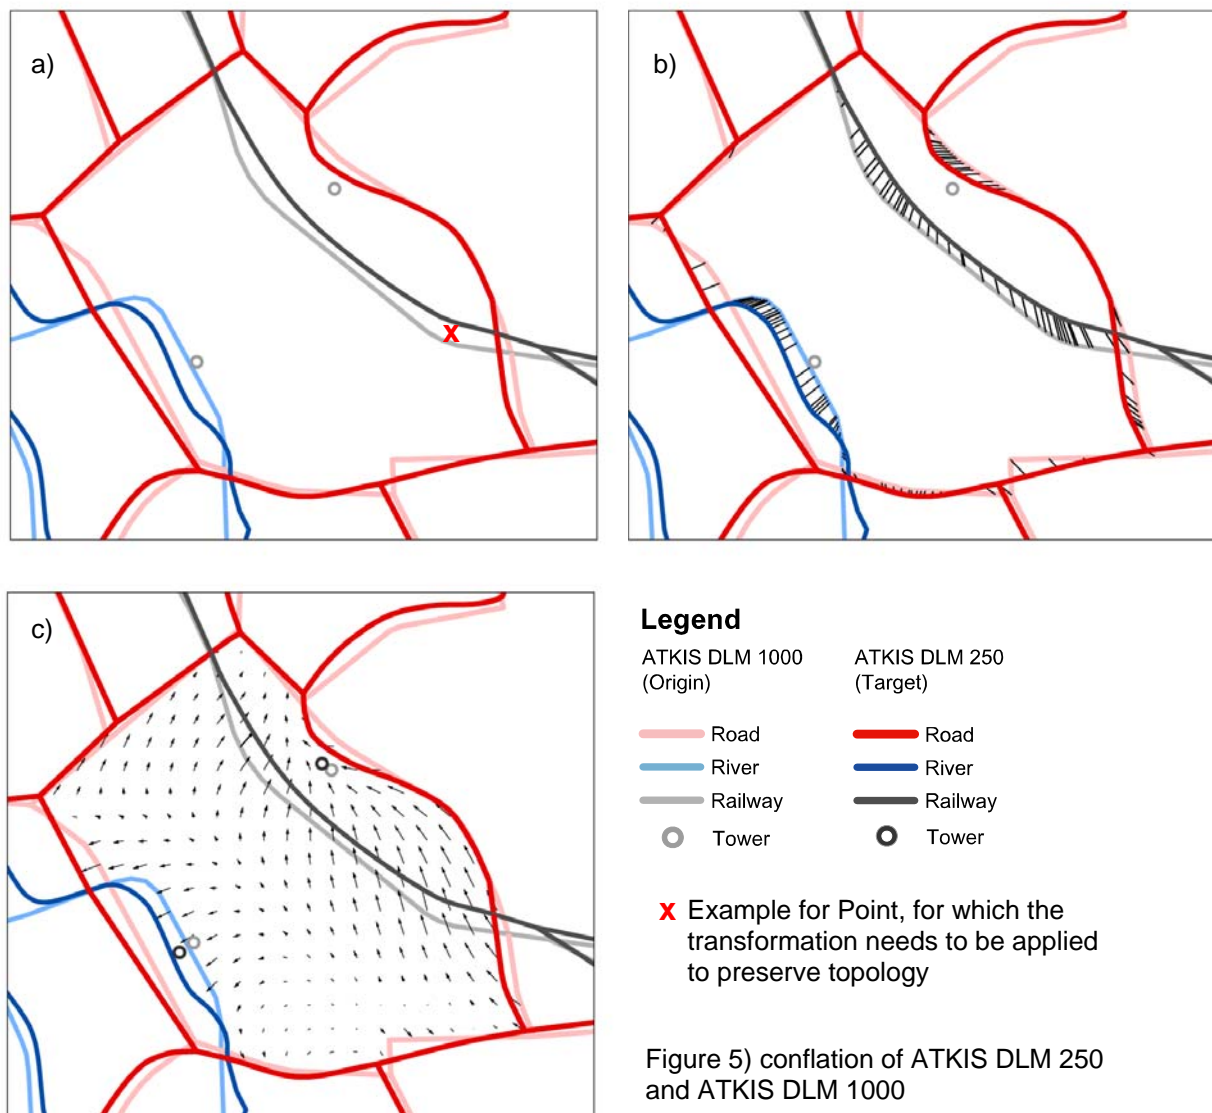 a)
x
b)
c)
Legend
ATKIS DLM 1000
(Origin)
ATKIS DLM 250
(Target)
Road
Road
River
River
Railway
Railway
Tower
Tower
x Example for Point, for which the
transformation needs to be applied
to preserve topology
Figure 5) conflation of ATKIS DLM 250
and ATKIS DLM 1000